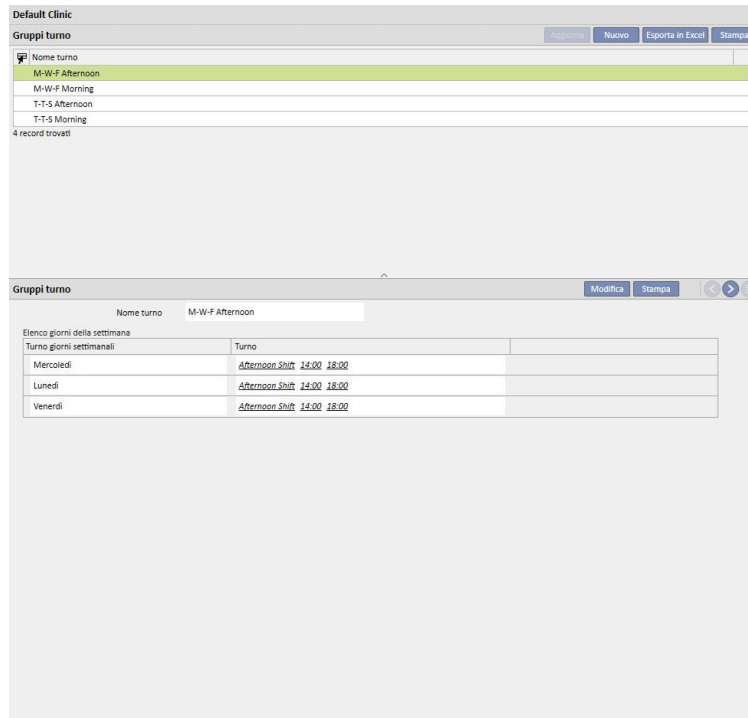 Default Clinic
Gruppi turno Aggiorna Nuovo Esporta in Excel Stampa
Nome turno
M-W-F Afternoon
M-W-F Morning
T-T-S Afternoon
T-T-S Morning
4 record trovati
Gruppi turno Modifica Stampa
Nome turno M-W-F Afternoon
Elenco giorni della settimana
Turno giorni settimanali Turno
Mercoledì Afternoon Shift 14:00 18:00
Lunedì Afternoon Shift 14:00 18:00
Venerdì Afternoon Shift 14:00 18:00